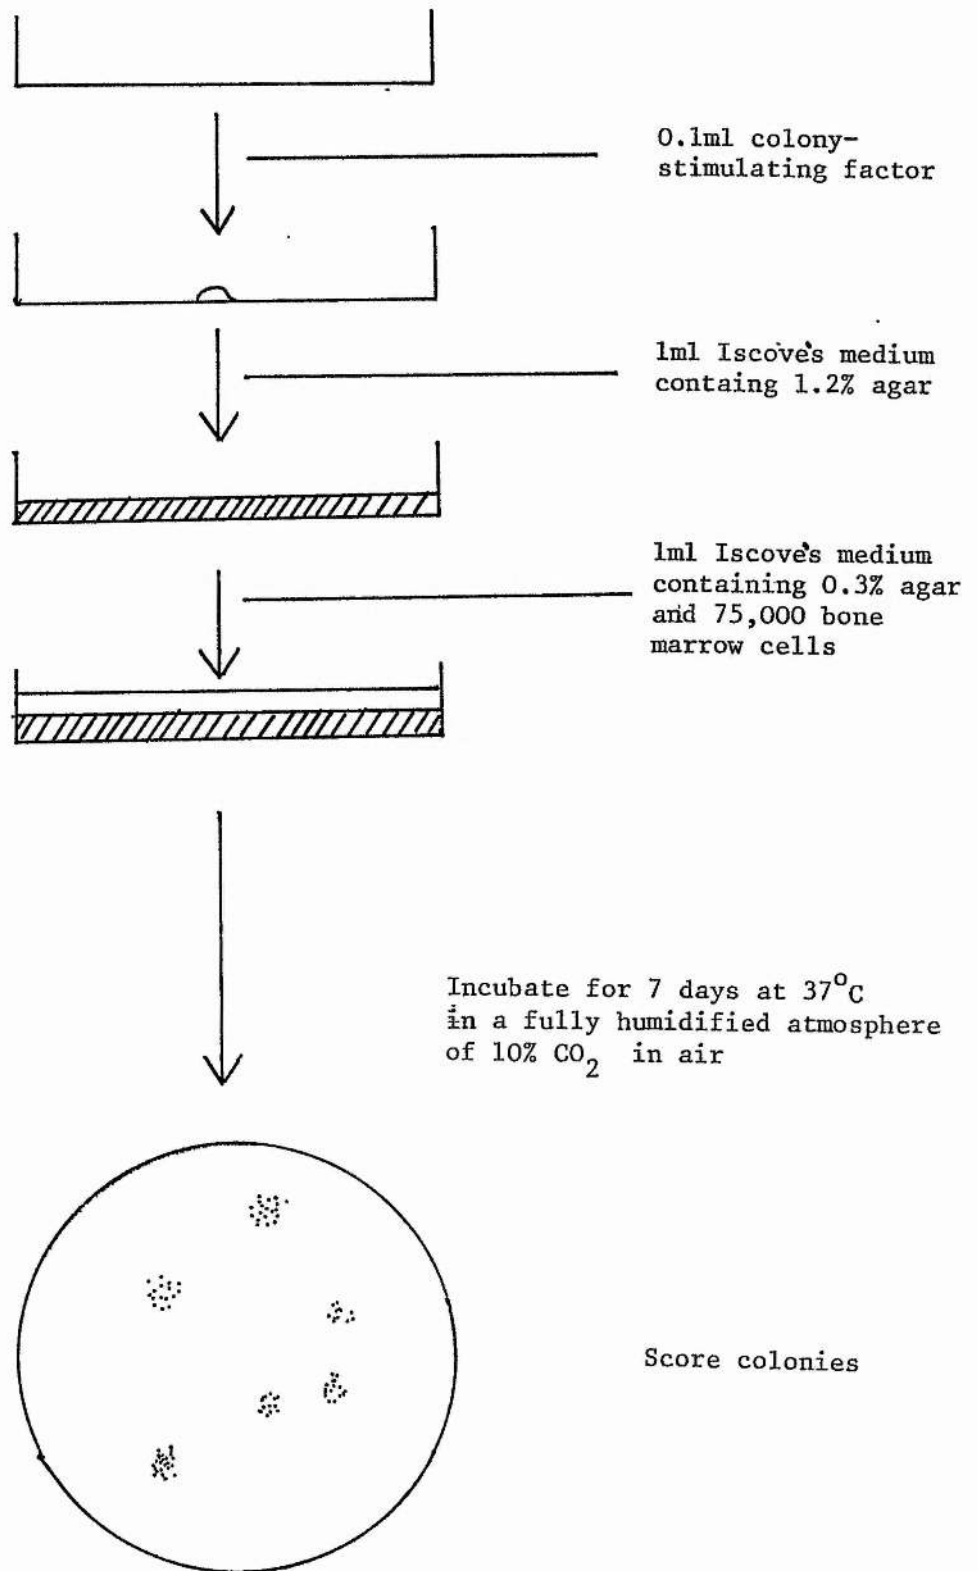 0.1ml colony-
stimulating factor
1ml Iscove's medium
containg 1.2% agar
1ml Iscove's medium
containing 0.3% agar
and 75,000 bone
marrow cells
Incubate for 7 days at 37°C
in a fully humidified atmosphere
of 10% CO₂ in air
Score colonies